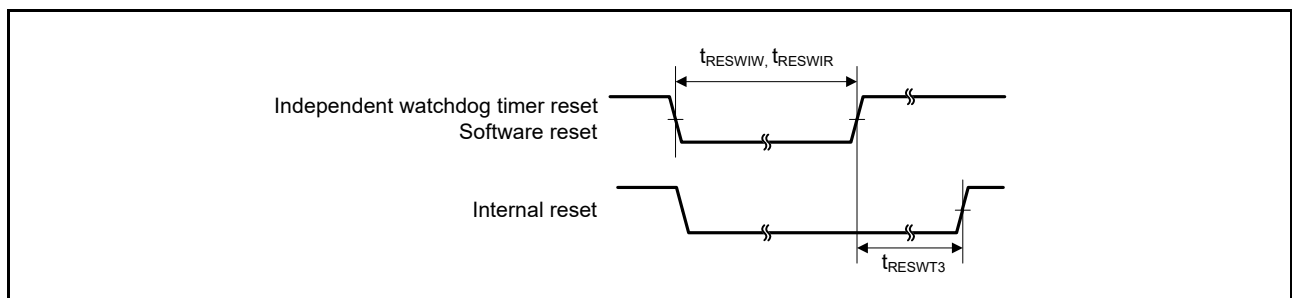 tRESWIW, tRESWIR
Independent watchdog timer reset
Software reset
Internal reset
tRESWT3